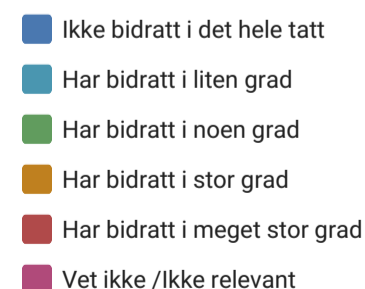 Ikke bidratt i det hele tatt
Har bidratt i liten grad
Har bidratt i noen grad
Har bidratt i stor grad
Har bidratt i meget stor grad
Vet ikke /Ikke relevant